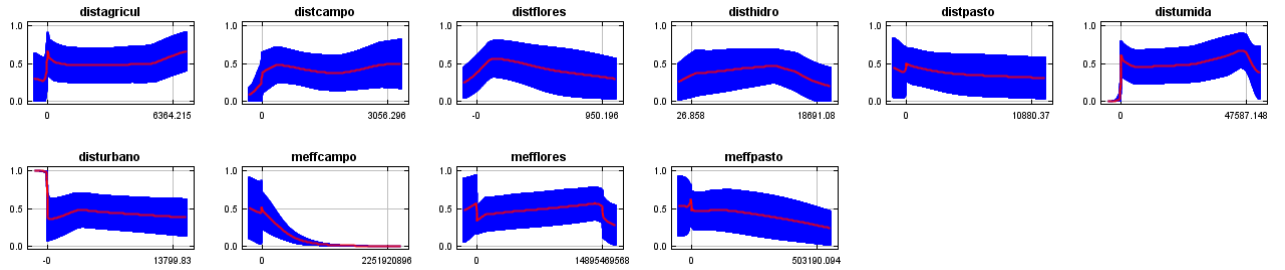 distagricul distcampo distflores disthidro distpasto distumida
1.0 1.0 1.0 1.0 1.0 1.0
0.5 0.5 0.5 0.5 0.5 0.5
0.0 0.0 0.0 0.0 0.0 0.0
0 6364.215 0 3056.296 -0 950.196 26.858 18691.08 0 10880.37 0 47587.148
disturbano meffcampo mefflores meffpasto
1.0 1.0 1.0 1.0
0.5 0.5 0.5 0.5
0.0 0.0 0.0 0.0
-0 13799.83 0 2251920896 0 14895469568 0 503190.094